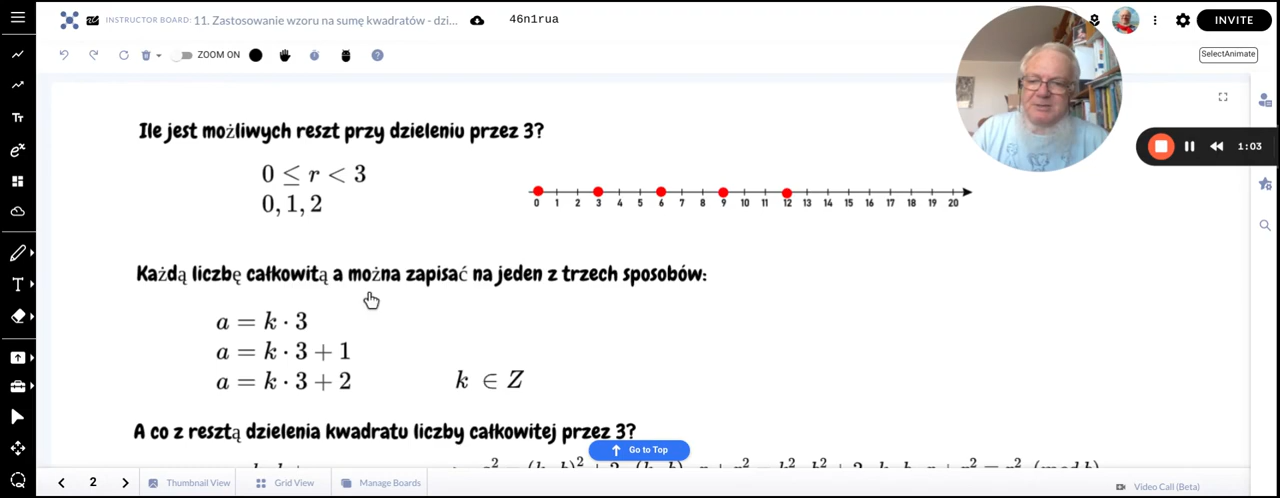 INSTRUCTOR BOARD: 11. Zastosowanie wzoru na sumę kwadratów - dzi...
46n1rua
INVITE
ZOOM ON
SelectAnimate
Ile jest możliwych reszt przy dzieleniu przez 3?
0 ≤ r < 3
0, 1, 2
0 1 2 3 4 5 6 7 8 9 10 11 12 13 14 15 16 17 18 19 20
1:03
Każdą liczbę całkowitą a można zapisać na jeden z trzech sposobów:
a = k · 3
a = k · 3 + 1
a = k · 3 + 2
k ∈ Z
A co z resztą dzielenia kwadratu liczby całkowitej przez 3?
Go to Top
2
Thumbnail View
Grid View
Manage Boards
Video Call (Beta)